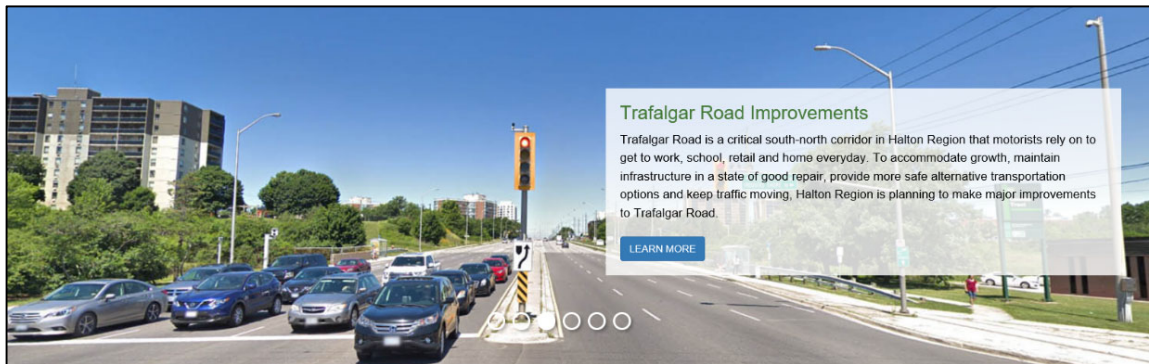 Trafalgar Road Improvements
Trafalgar Road is a critical south-north corridor in Halton Region that motorists rely on to
get to work, school, retail and home everyday. To accommodate growth, maintain
infrastructure in a state of good repair, provide more safe alternative transportation
options and keep traffic moving, Halton Region is planning to make major improvements
to Trafalgar Road.
LEARN MORE